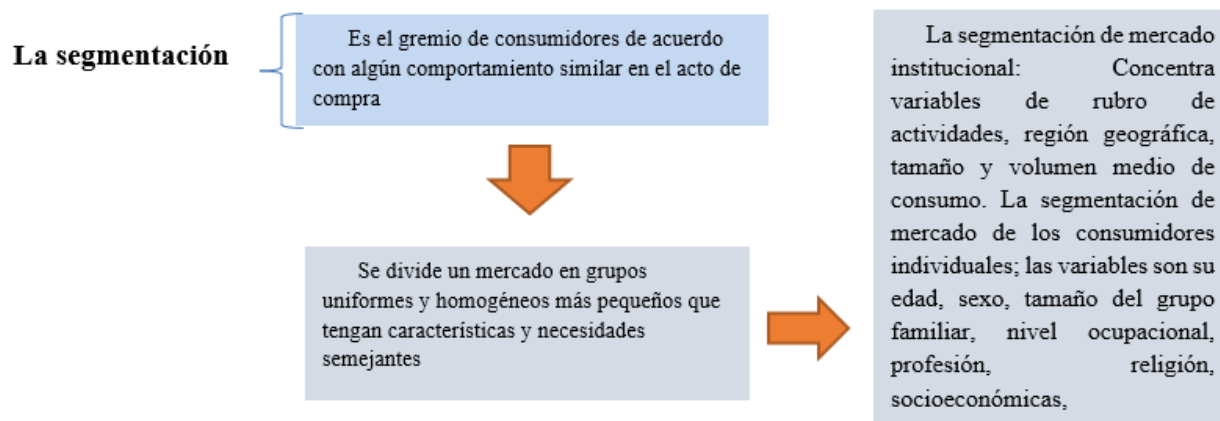 La segmentación
Es el gremio de consumidores de acuerdo
con algún comportamiento similar en el acto de
compra
Se divide un mercado en grupos
uniformes y homogéneos más pequeños que
tengan características y necesidades
semejantes
La segmentación de mercado
institucional: Concentra
variables de rubro de
actividades, región geográfica,
tamaño y volumen medio de
consumo. La segmentación de
mercado de los consumidores
individuales; las variables son su
edad, sexo, tamaño del grupo
familiar, nivel ocupacional,
profesión, religión,
socioeconómicas,